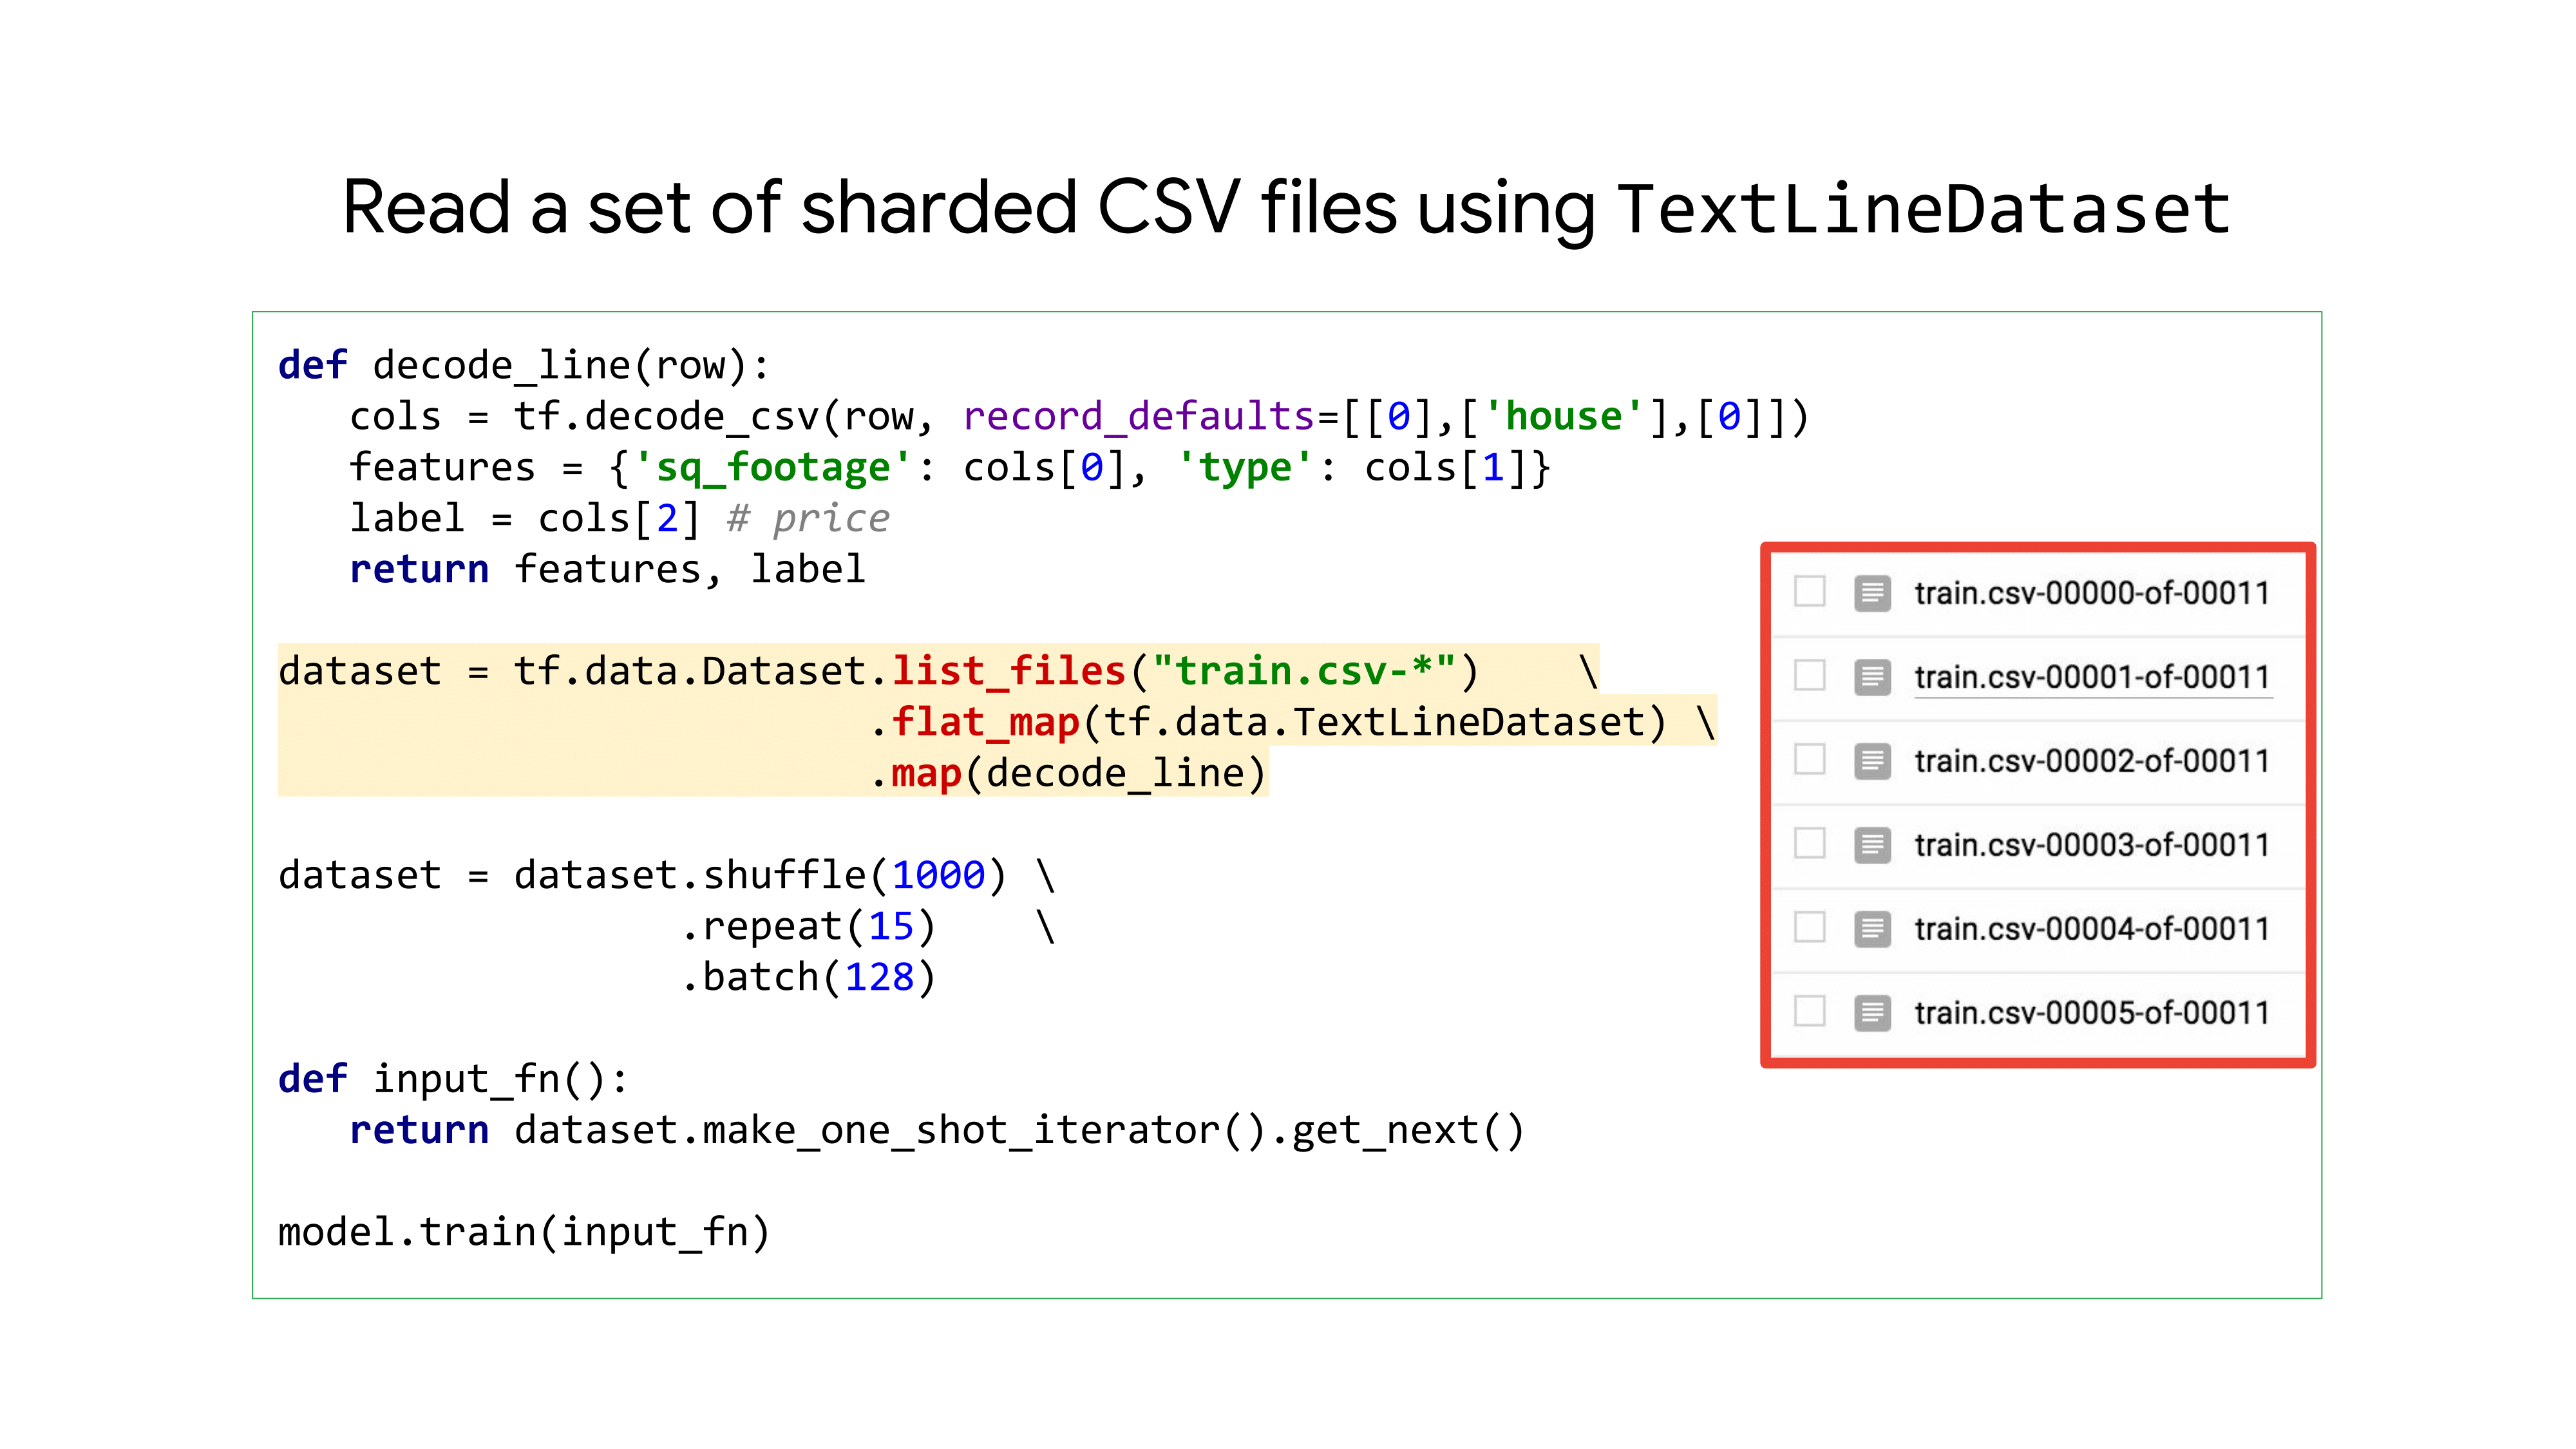 Read a set of sharded CSV files using TextLineDataset
def decode_line(row):
   cols = tf.decode_csv(row, record_defaults=[[0],['house'],[0]])
   features = {'sq_footage': cols[0], 'type': cols[1]}
   label = cols[2] # price
   return features, label
dataset = tf.data.Dataset.list_files("train.csv-*")    \
                         .flat_map(tf.data.TextLineDataset) \
                         .map(decode_line)
dataset = dataset.shuffle(1000) \
                 .repeat(15)    \
                 .batch(128)
def input_fn():
   return dataset.make_one_shot_iterator().get_next()
model.train(input_fn)
train.csv-00000-of-00011
train.csv-00001-of-00011
train.csv-00002-of-00011
train.csv-00003-of-00011
train.csv-00004-of-00011
train.csv-00005-of-00011